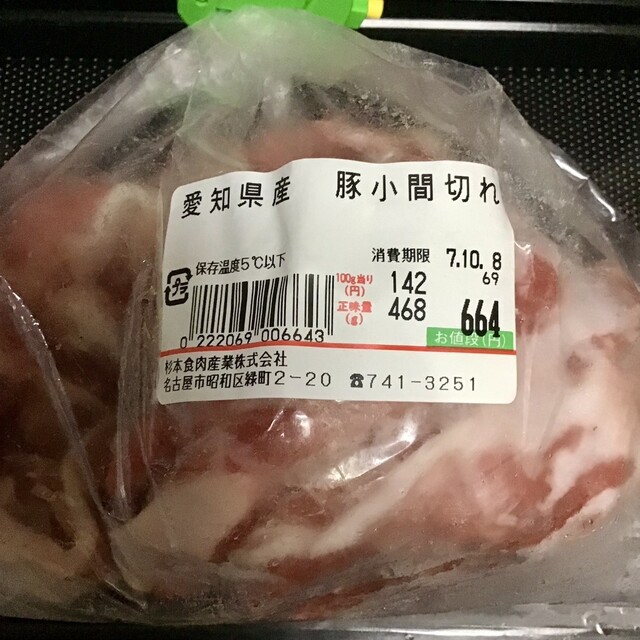 愛知県産 豚小間切れ
保存温度5℃以下
消費期限 7.10.8
69
100g当り(円) 142
正味量(g) 468
664
お値段(円)
プラ
0 222069 006643
杉本食肉産業株式会社
名古屋市昭和区緑町2-20 ☎741-3251